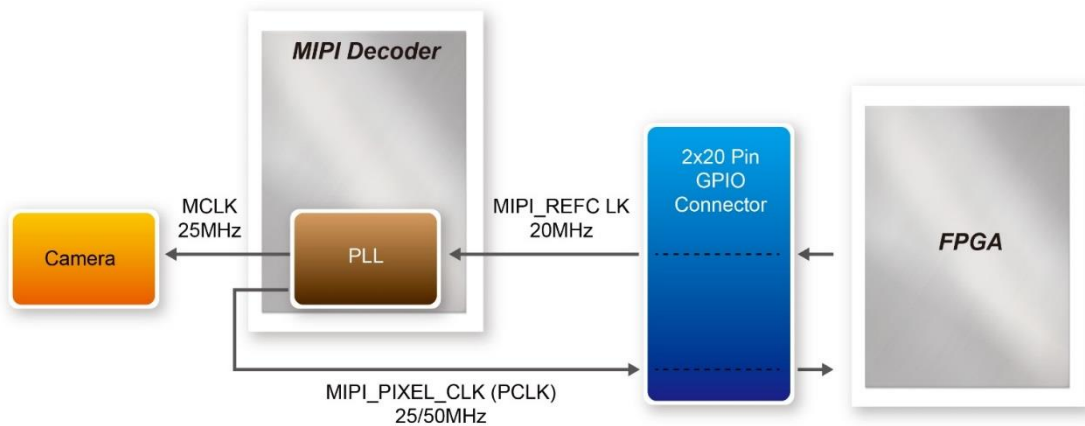 MIPI Decoder
2x20 Pin
GPIO
Connector
MCLK
25MHz
MIPI_REFC LK
20MHz
FPGA
Camera
PLL
MIPI_PIXEL_CLK (PCLK)
25/50MHz